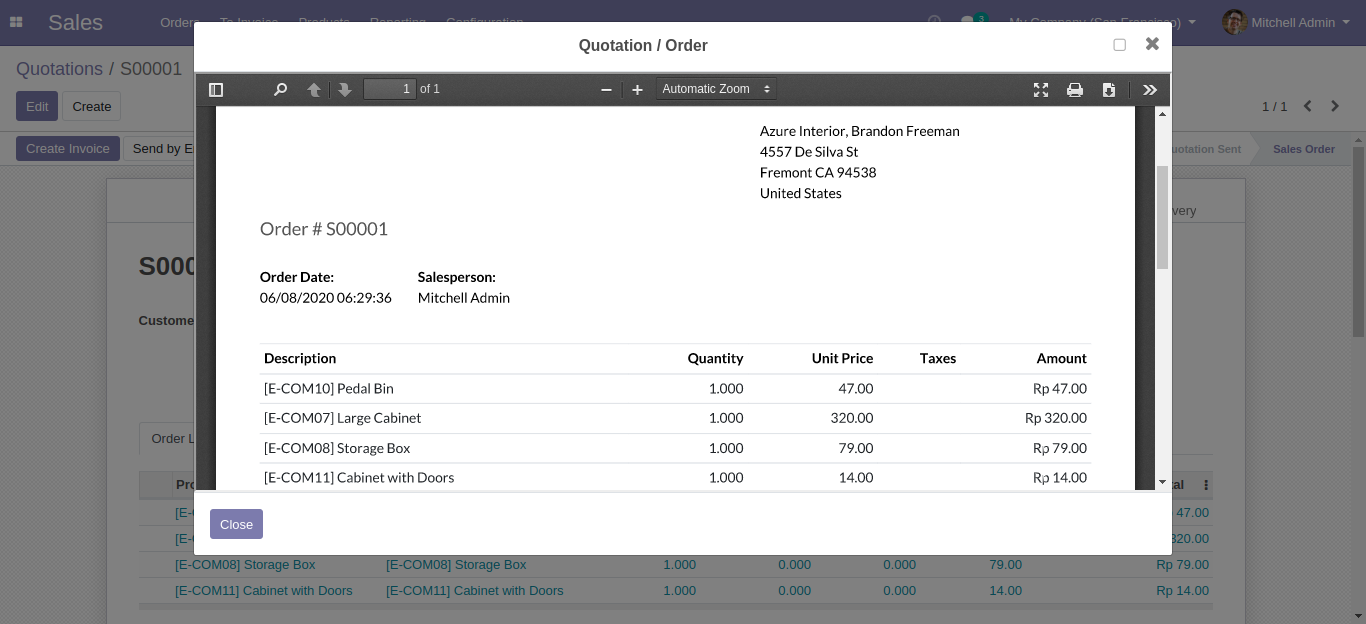 Sales Orders To Invoice Products Reporting Configuration 3 My Company (San Francisco) Mitchell Admin
Quotation / Order
Quotations / S00001
1 of 1 Automatic Zoom
Edit Create
1 / 1
Create Invoice Send by E
uotation Sent Sales Order
Azure Interior, Brandon Freeman
4557 De Silva St
Fremont CA 94538
United States
very
Order # S00001
S000
Order Date: Salesperson:
06/08/2020 06:29:36 Mitchell Admin
Custome
Description Quantity Unit Price Taxes Amount
[E-COM10] Pedal Bin 1.000 47.00 Rp 47.00
[E-COM07] Large Cabinet 1.000 320.00 Rp 320.00
[E-COM08] Storage Box 1.000 79.00 Rp 79.00
[E-COM11] Cabinet with Doors 1.000 14.00 Rp 14.00
Order L
Pro tal
[E- 47.00
[E- 320.00
Close
[E-COM08] Storage Box [E-COM08] Storage Box 1.000 0.000 0.000 79.00 Rp 79.00
[E-COM11] Cabinet with Doors [E-COM11] Cabinet with Doors 1.000 0.000 0.000 14.00 Rp 14.00